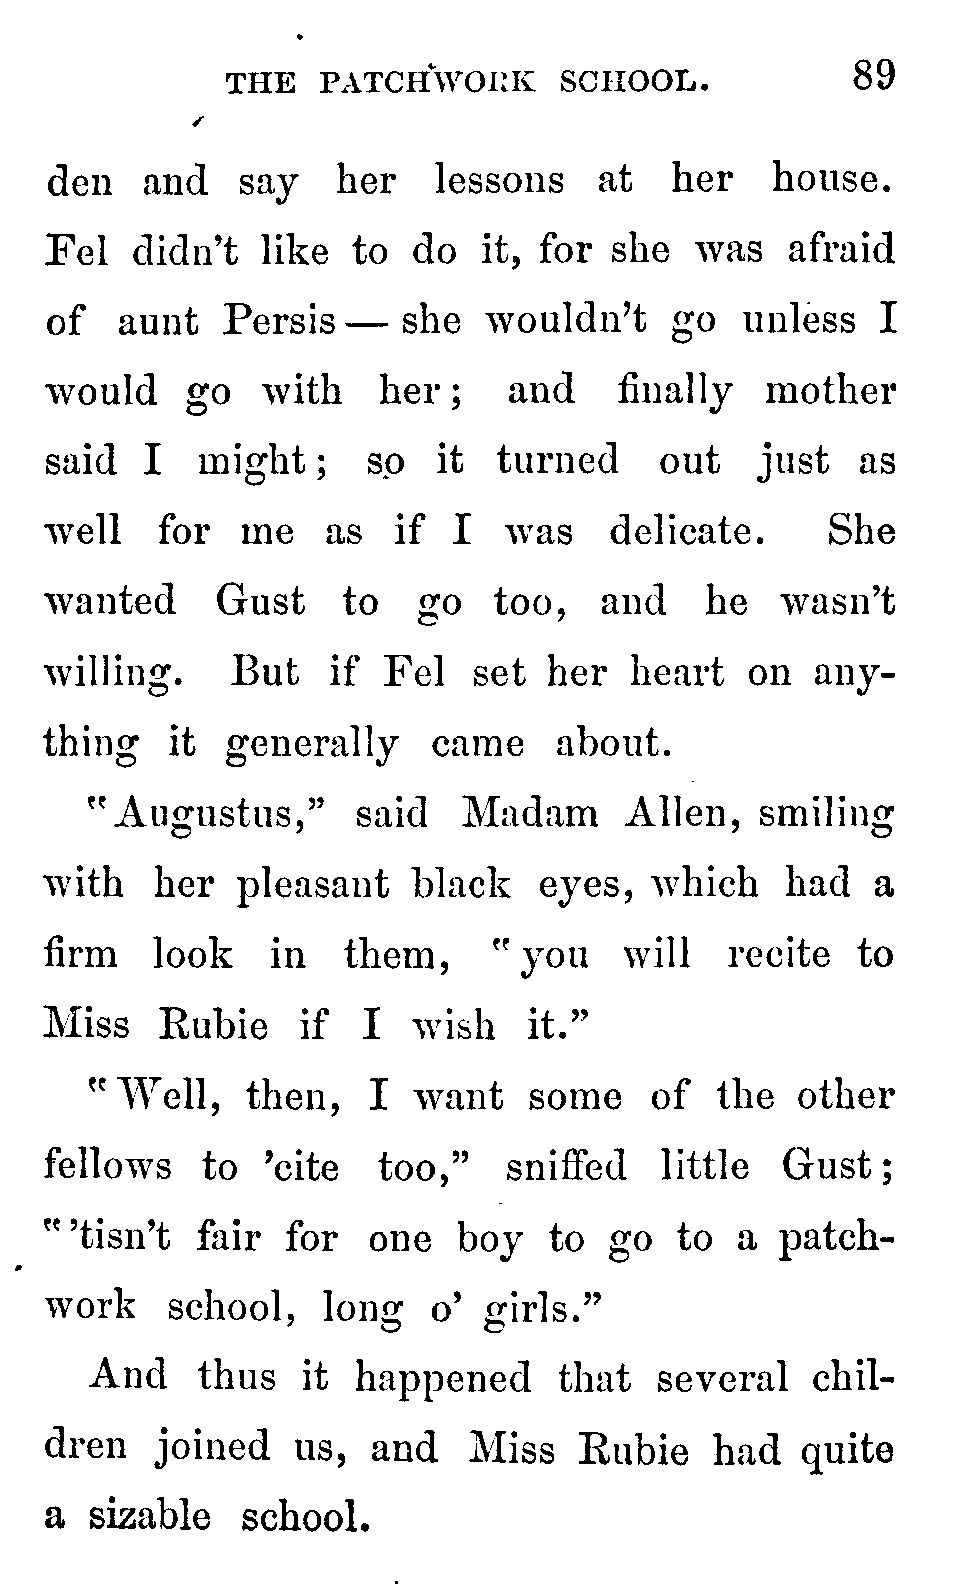 THE PATCHWORK SCHOOL. 89
den and say her lessons at her house.
Fel didn't like to do it, for she was afraid
of aunt Persis — she wouldn't go unless I
would go with her; and finally mother
said I might; so it turned out just as
well for me as if I was delicate. She
wanted Gust to go too, and he wasn't
willing. But if Fel set her heart on any-
thing it generally came about.
"Augustus," said Madam Allen, smiling
with her pleasant black eyes, which had a
firm look in them, "you will recite to
Miss Rubie if I wish it."
"Well, then, I want some of the other
fellows to 'cite too," sniffed little Gust;
"'tisn't fair for one boy to go to a patch-
work school, long o' girls."
And thus it happened that several chil-
dren joined us, and Miss Rubie had quite
a sizable school.